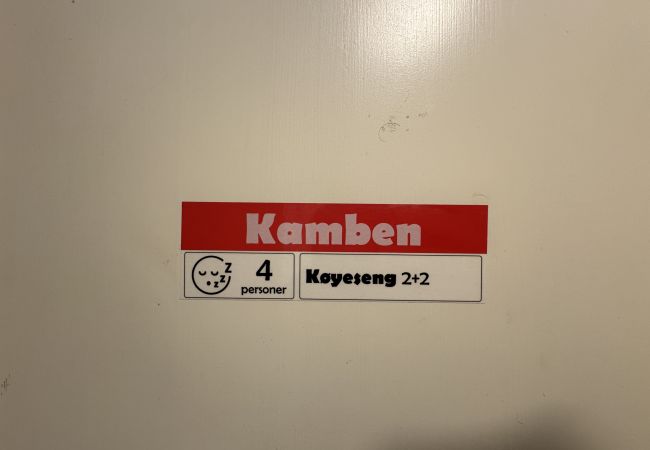 Kamben
z z z z
4
personer
Køyeseng 2+2